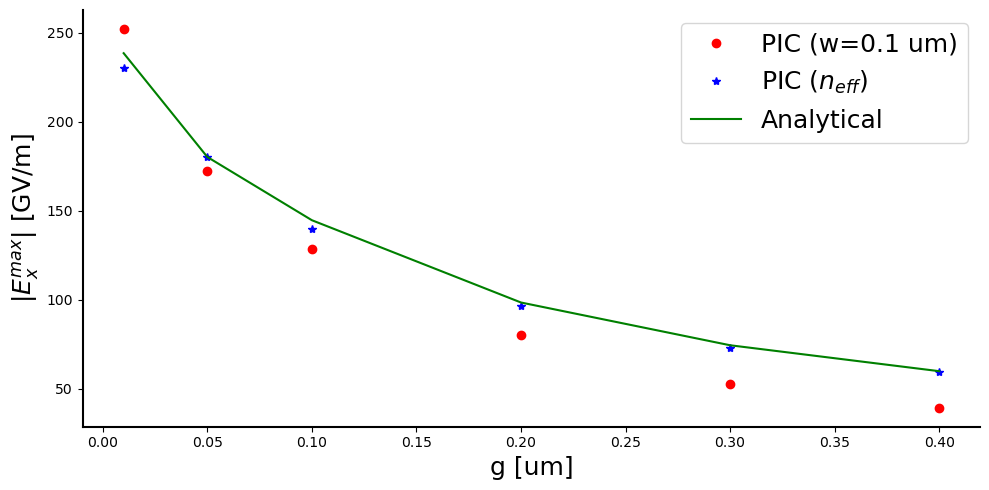 250
200
150
100
50
|E_x^{max}| [GV/m]
PIC (w=0.1 um)
PIC (n_{eff})
Analytical
0.00 0.05 0.10 0.15 0.20 0.25 0.30 0.35 0.40
g [um]